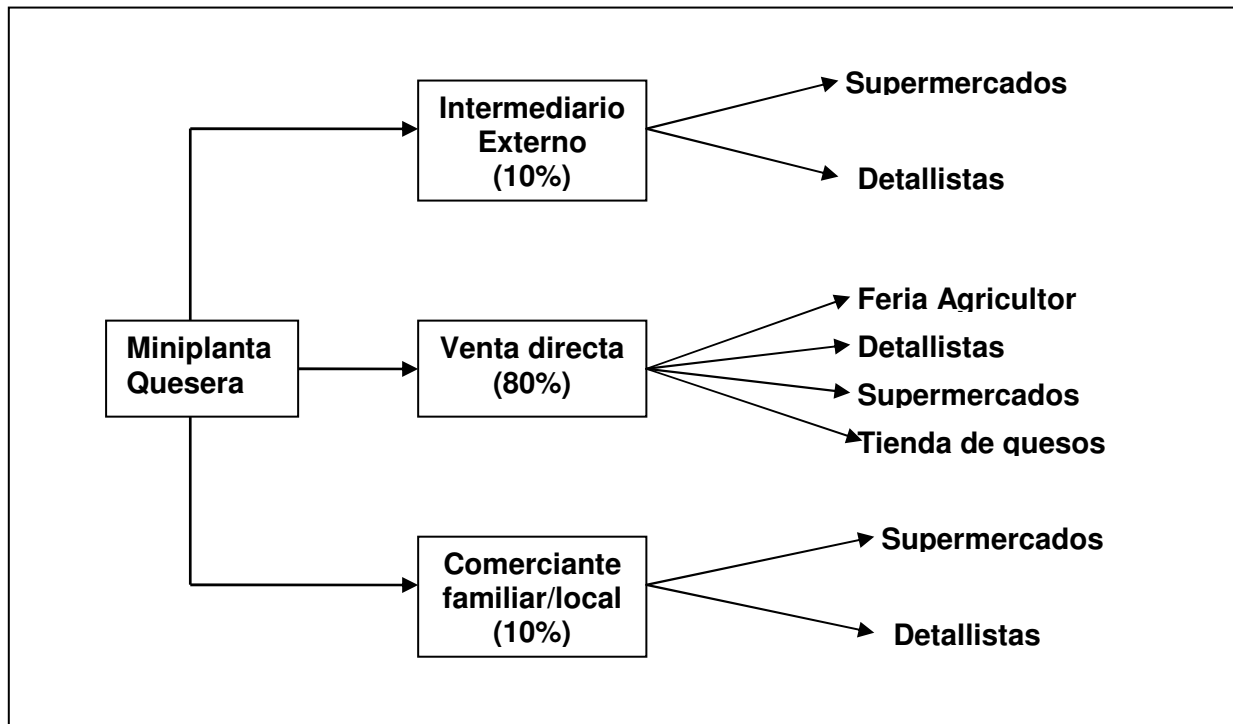 Intermediario
Externo
(10%)
Supermercados
Detallistas
Miniplanta
Quesera
Venta directa
(80%)
Feria Agricultor
Detallistas
Supermercados
Tienda de quesos
Comerciante
familiar/local
(10%)
Supermercados
Detallistas